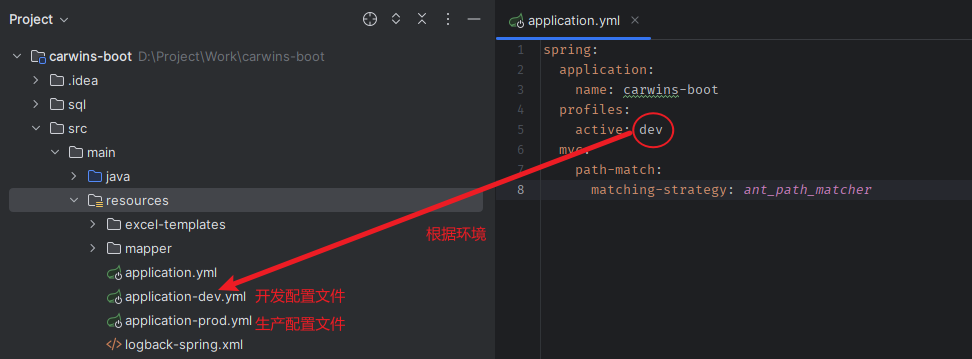 Project
carwins-boot D:\Project\Work\carwins-boot
.idea
sql
src
main
java
resources
excel-templates
mapper
application.yml
application-dev.yml 开发配置文件
application-prod.yml 生产配置文件
logback-spring.xml
根据环境
application.yml
1 spring:
2 application:
3 name: carwins-boot
4 profiles:
5 active: dev
6 mvc:
7 path-match:
8 matching-strategy: ant_path_matcher